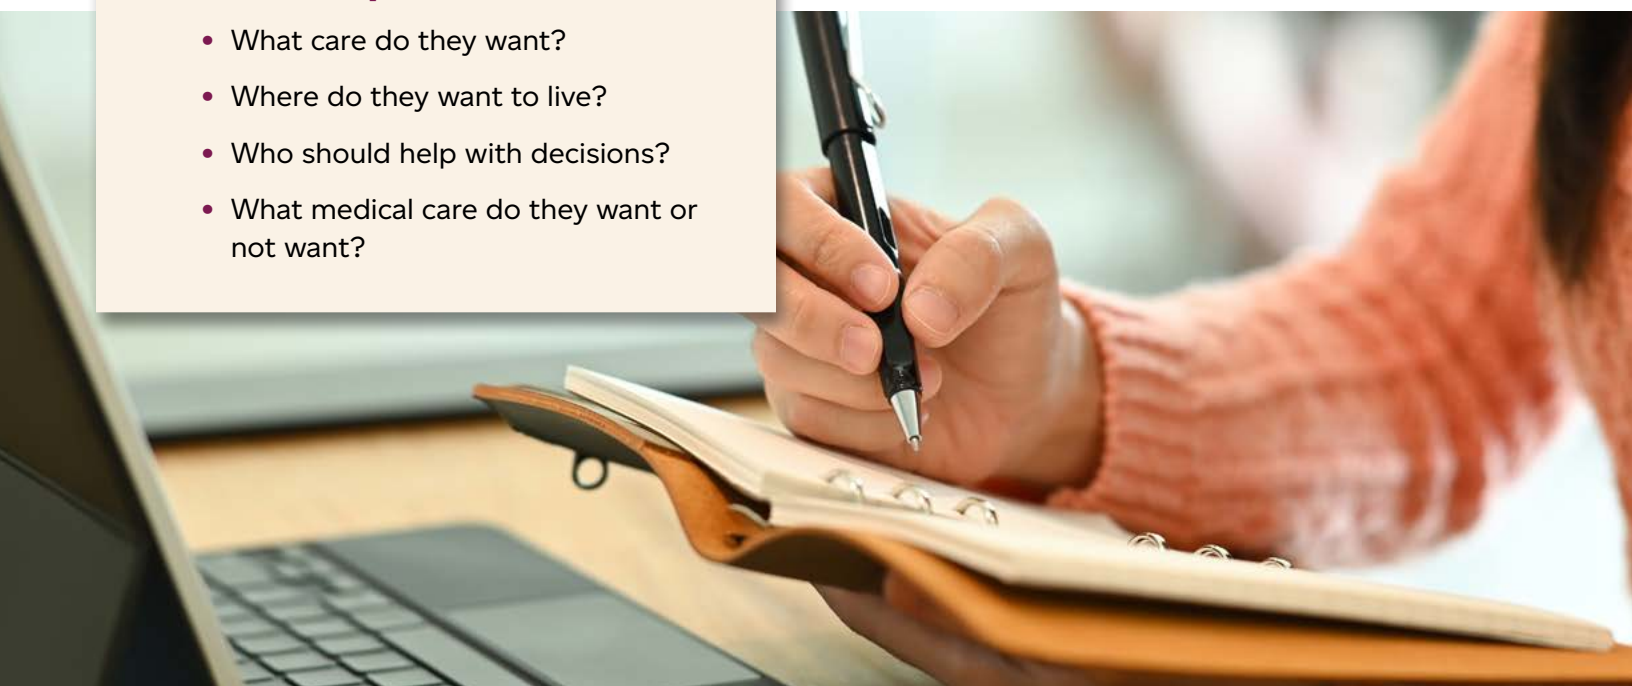 • What care do they want?
• Where do they want to live?
• Who should help with decisions?
• What medical care do they want or
not want?